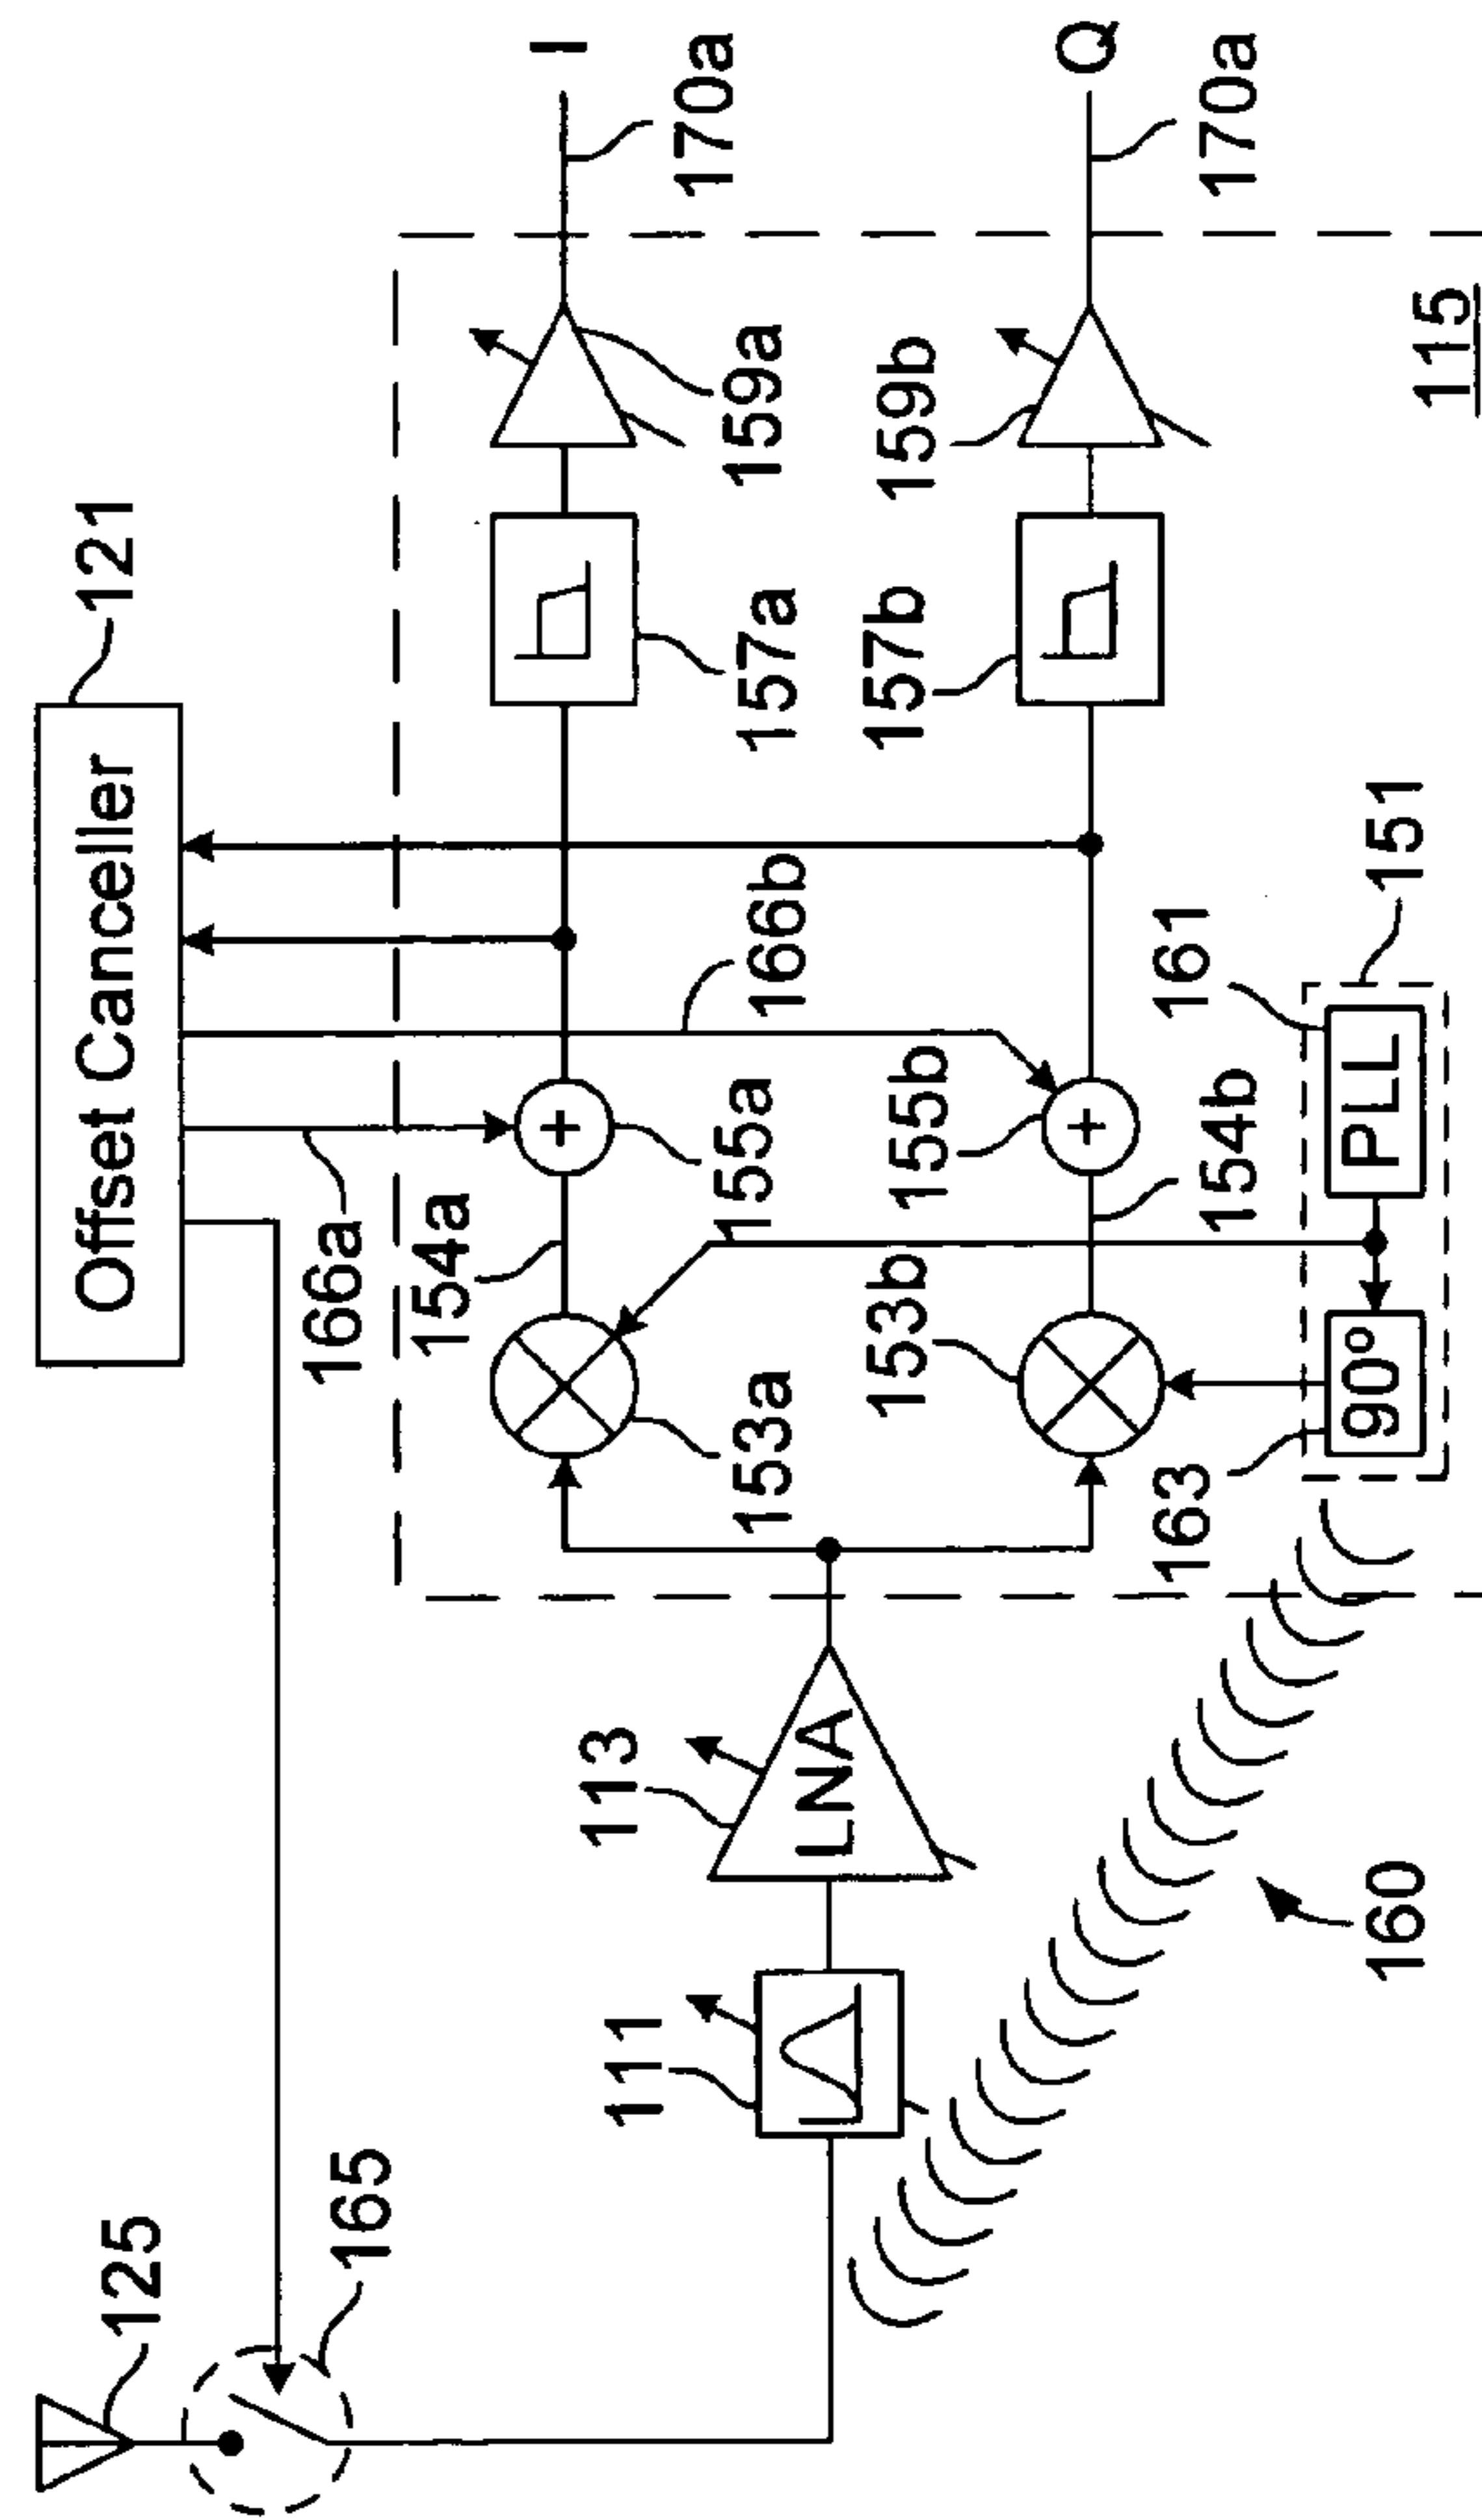 125
165
Offset Canceller
121
166a
166b
154a
155a
153a
157a
159a
I
170a
111
113
LNA
153b
155b
154b
157b
159b
Q
170a
160
163
90º
PLL
161
151
115